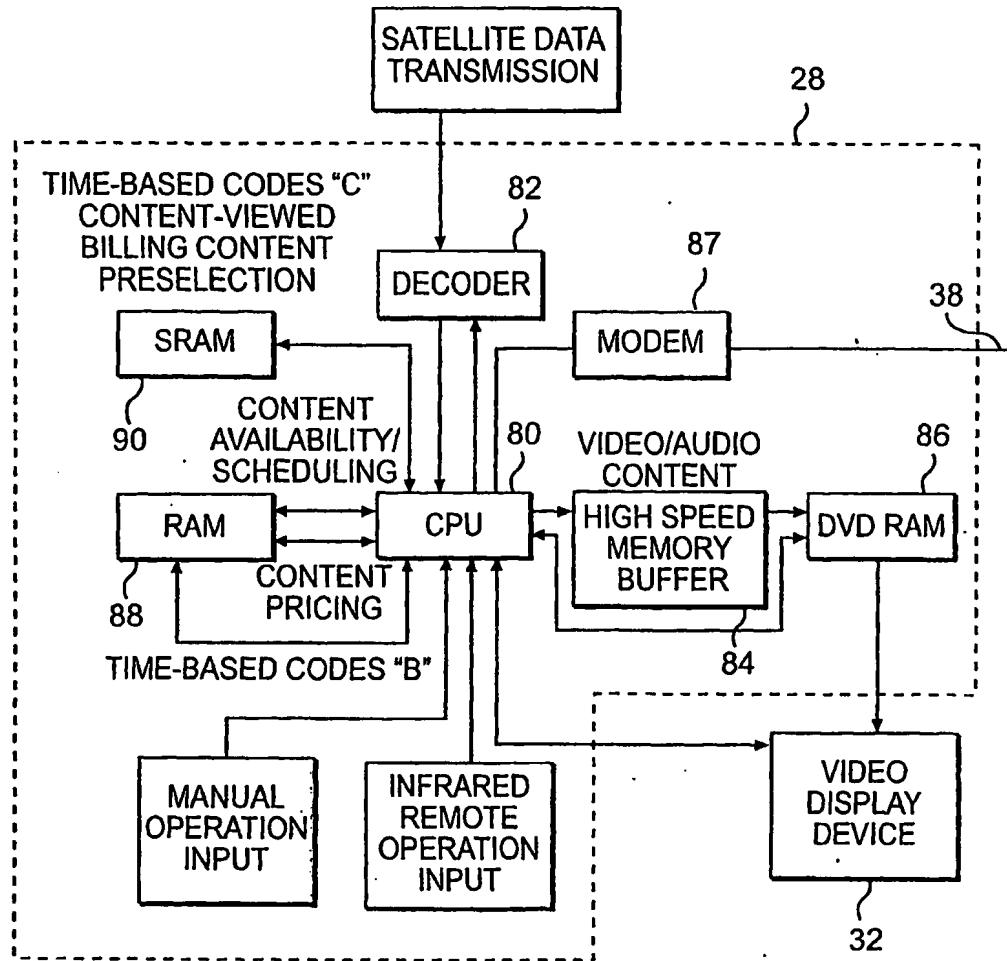 SATELLITE DATA
TRANSMISSION
28
TIME-BASED CODES "C"
CONTENT-VIEWED
BILLING CONTENT
PRESELECTION
82
DECODER
87
MODEM
38
SRAM
90
CONTENT
AVAILABILITY/
SCHEDULING
80
VIDEO/AUDIO
CONTENT
86
RAM
CPU
HIGH SPEED
MEMORY
BUFFER
DVD RAM
88
CONTENT
PRICING
84
TIME-BASED CODES "B"
MANUAL
OPERATION
INPUT
INFRARED
REMOTE
OPERATION
INPUT
VIDEO
DISPLAY
DEVICE
32